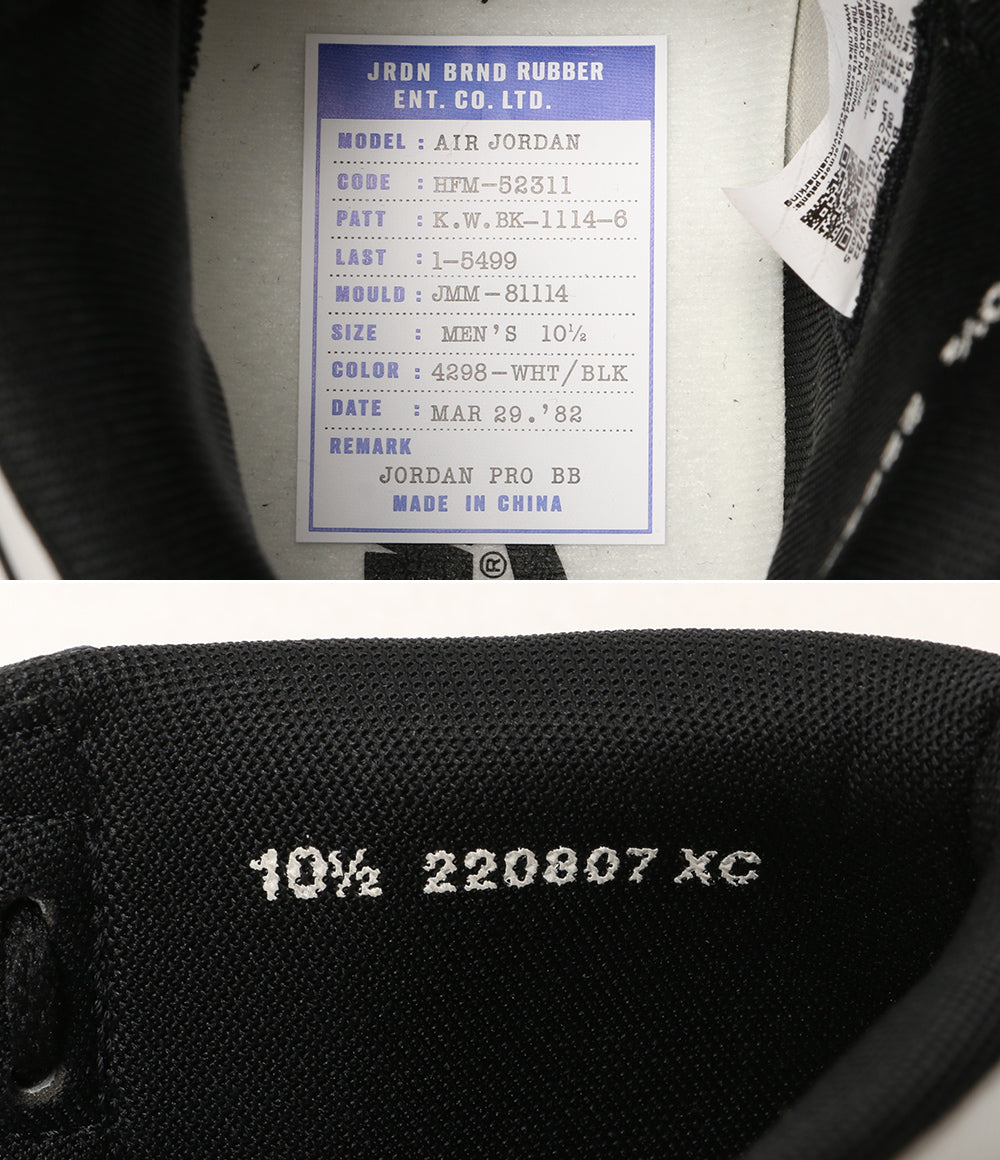 JRDN BRND RUBBER
ENT. CO. LTD.
MODEL : AIR JORDAN
CODE : HFM-52311
PATT : K.W.BK-1114-6
LAST : 1-5499
MOULD : JMM-81114
SIZE : MEN'S 10½
COLOR : 4298-WHT/BLK
DATE : MAR 29.'82
REMARK
JORDAN PRO BB
MADE IN CHINA
®
10½ 220807 XC